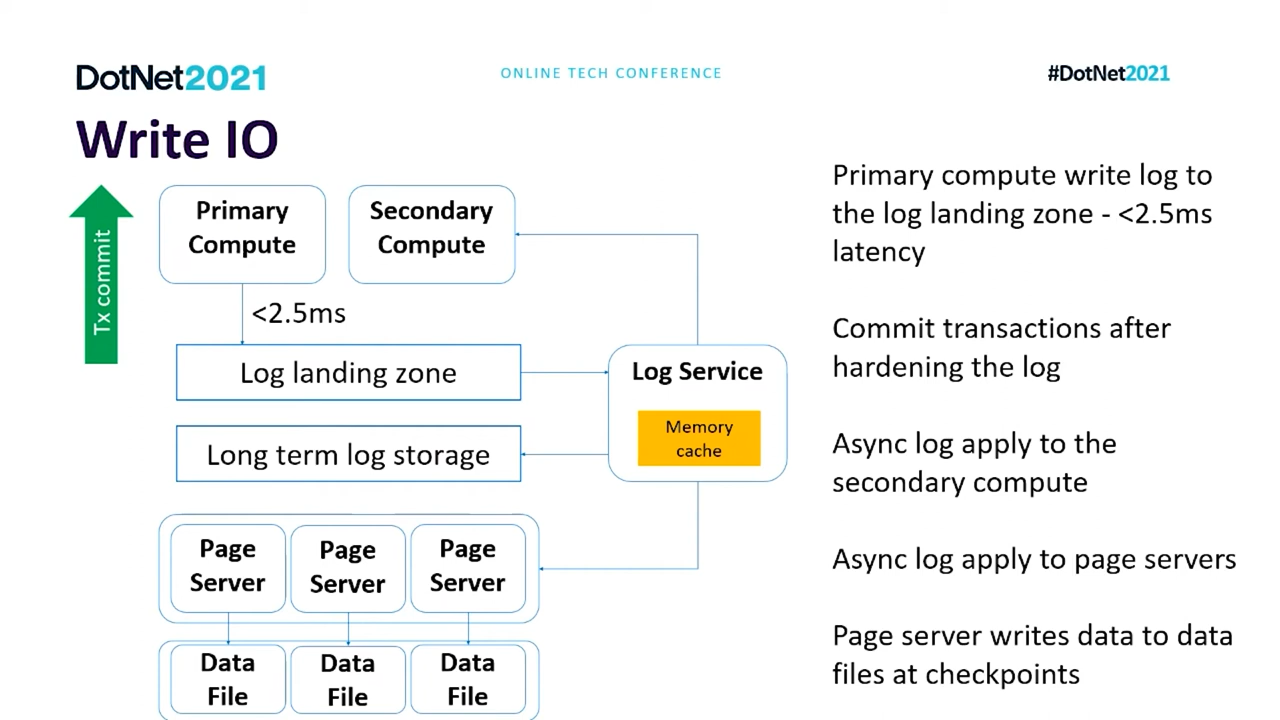 DotNet2021
ONLINE TECH CONFERENCE
#DotNet2021
Write IO
Tx commit
Primary
Compute
Secondary
Compute
<2.5ms
Log landing zone
Long term log storage
Log Service
Memory
cache
Page
Server
Page
Server
Page
Server
Data
File
Data
File
Data
File
Primary compute write log to
the log landing zone - <2.5ms
latency
Commit transactions after
hardening the log
Async log apply to the
secondary compute
Async log apply to page servers
Page server writes data to data
files at checkpoints